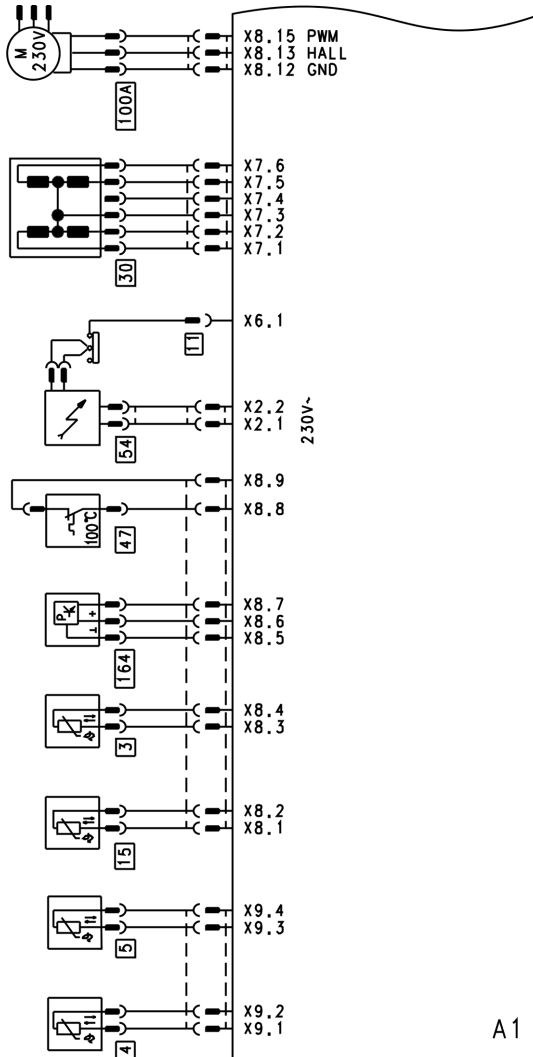 M
230V
X8.15 PWM
X8.13 HALL
X8.12 GND
100A
X7.6
X7.5
X7.4
X7.3
X7.2
X7.1
30
X6.1
11
X2.2
X2.1
230V~
54
X8.9
X8.8
100°C
47
X8.7
X8.6
X8.5
P-K
+
⊥
164
X8.4
X8.3
3
X8.2
X8.1
15
X9.4
X9.3
5
X9.2
X9.1
4
A1